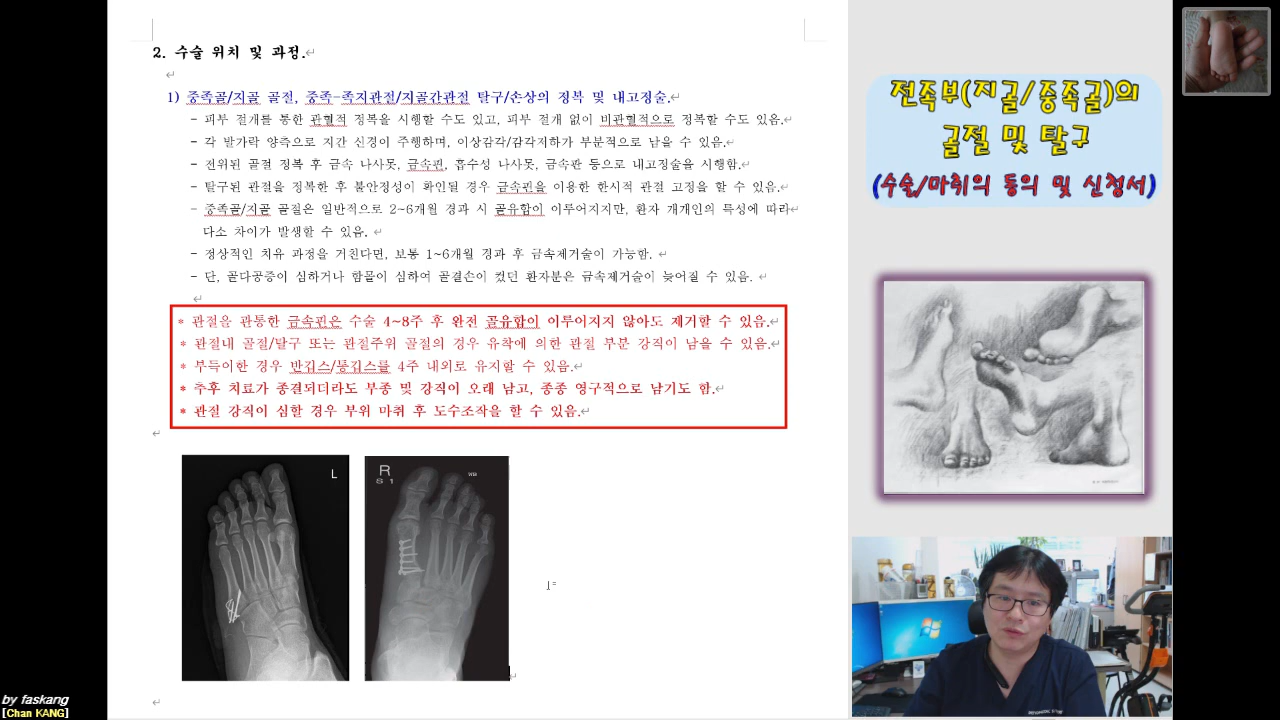 2. 수술 위치 및 과정.
1) 중족골/지골 골절, 중족-족지관절/지골간관절 탈구/손상의 정복 및 내고정술.
- 피부 절개를 통한 관혈적 정복을 시행할 수도 있고, 피부 절개 없이 비관혈적으로 정복할 수도 있음.
- 각 발가락 양측으로 지간 신경이 주행하며, 이상감각/감각저하가 부분적으로 남을 수 있음.
- 전위된 골절 정복 후 금속 나사못, 금속핀, 흡수성 나사못, 금속판 등으로 내고정술을 시행함.
- 탈구된 관절을 정복한 후 불안정성이 확인될 경우 금속핀을 이용한 한시적 관절 고정을 할 수 있음.
- 중족골/지골 골절은 일반적으로 2~6개월 경과 시 골유합이 이루어지지만, 환자 개개인의 특성에 따라
다소 차이가 발생할 수 있음.
- 정상적인 치유 과정을 거친다면, 보통 1~6개월 경과 후 금속제거술이 가능함.
- 단, 골다공증이 심하거나 함몰이 심하여 골결손이 컸던 환자분은 금속제거술이 늦어질 수 있음.
* 관절을 관통한 금속핀은 수술 4~8주 후 완전 골유합이 이루어지지 않아도 제거할 수 있음.
* 관절내 골절/탈구 또는 관절주위 골절의 경우 유착에 의한 관절 부분 강직이 남을 수 있음.
* 부득이한 경우 반깁스/통깁스를 4주 내외로 유지할 수 있음.
* 추후 치료가 종결되더라도 부종 및 강직이 오래 남고, 종종 영구적으로 남기도 함.
* 관절 강직이 심한 경우 부위 마취 후 도수조작을 할 수 있음.
L
R
S 1
WB
전족부(지골/중족골)의
골절 및 탈구
(수술/마취의 동의 및 신청서)
by faskang
[Chan KANG]